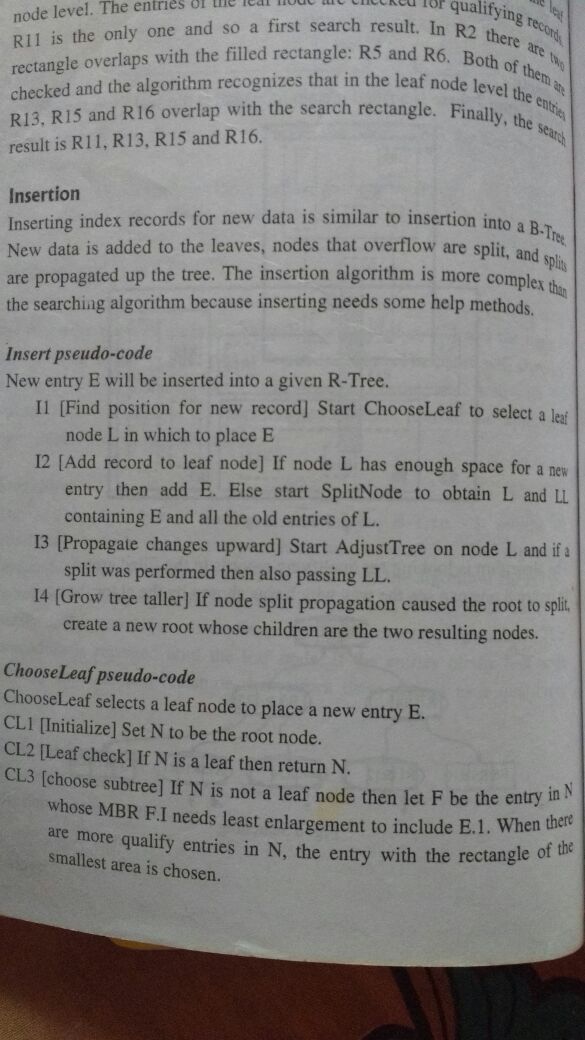 node level. The entries of the leaf node are checked for qualifying records
R11 is the only one and so a first search result. In R2 there are two
rectangle overlaps with the filled rectangle: R5 and R6. Both of them are
checked and the algorithm recognizes that in the leaf node level the entries
R13, R15 and R16 overlap with the search rectangle. Finally, the search
result is R11, R13, R15 and R16.
Insertion
Inserting index records for new data is similar to insertion into a B-Tree.
New data is added to the leaves, nodes that overflow are split, and splits
are propagated up the tree. The insertion algorithm is more complex than
the searching algorithm because inserting needs some help methods.
Insert pseudo-code
New entry E will be inserted into a given R-Tree.
I1 [Find position for new record] Start ChooseLeaf to select a leaf
node L in which to place E
I2 [Add record to leaf node] If node L has enough space for a new
entry then add E. Else start SplitNode to obtain L and LL
containing E and all the old entries of L.
I3 [Propagate changes upward] Start AdjustTree on node L and if a
split was performed then also passing LL.
I4 [Grow tree taller] If node split propagation caused the root to split,
create a new root whose children are the two resulting nodes.
ChooseLeaf pseudo-code
ChooseLeaf selects a leaf node to place a new entry E.
CL1 [Initialize] Set N to be the root node.
CL2 [Leaf check] If N is a leaf then return N.
CL3 [choose subtree] If N is not a leaf node then let F be the entry in N
whose MBR F.I needs least enlargement to include E.1. When there
are more qualify entries in N, the entry with the rectangle of the
smallest area is chosen.